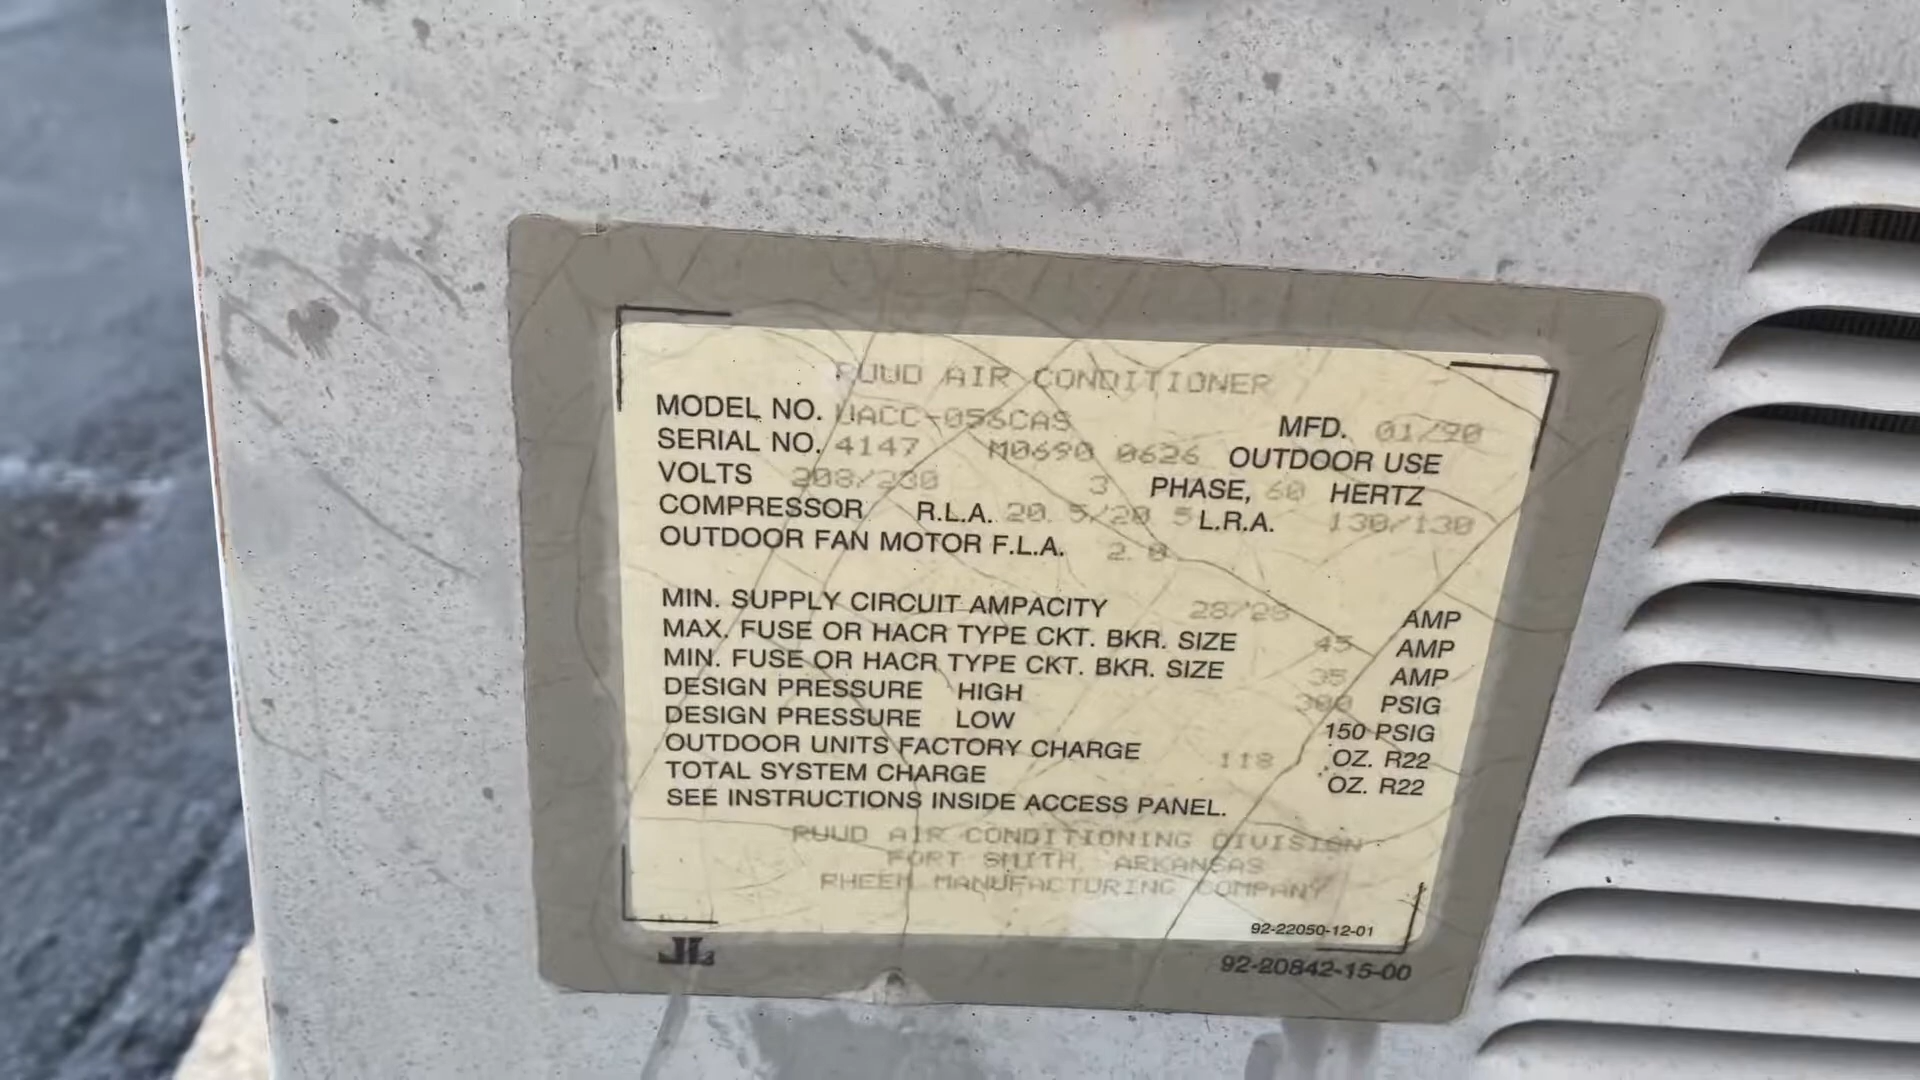 RUUD AIR CONDITIONER
MODEL NO. UACC-056CAS MFD. 01/90
SERIAL NO. 4147 M0690 0626 OUTDOOR USE
VOLTS 208/230 3 PHASE, 60 HERTZ
COMPRESSOR R.L.A. 20.5/20 5 L.R.A. 130/130
OUTDOOR FAN MOTOR F.L.A. 2.0
MIN. SUPPLY CIRCUIT AMPACITY 28/28 AMP
MAX. FUSE OR HACR TYPE CKT. BKR. SIZE 45 AMP
MIN. FUSE OR HACR TYPE CKT. BKR. SIZE 35 AMP
DESIGN PRESSURE HIGH 300 PSIG
DESIGN PRESSURE LOW 150 PSIG
OUTDOOR UNITS FACTORY CHARGE 118 OZ. R22
TOTAL SYSTEM CHARGE OZ. R22
SEE INSTRUCTIONS INSIDE ACCESS PANEL.
RUUD AIR CONDITIONING DIVISION
FORT SMITH, ARKANSAS
RHEEM MANUFACTURING COMPANY
92-22050-12-01
92-20842-15-00